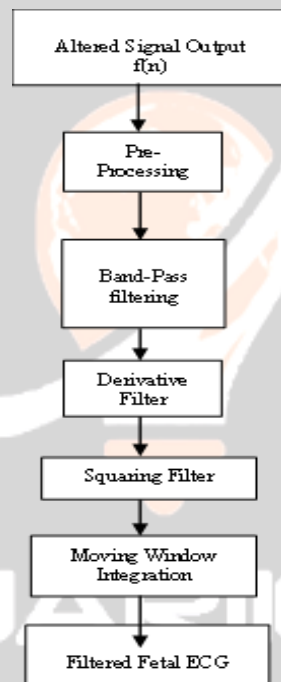 Altered Signal Output
f(n)
Pre-
Processing
Band-Pass
filtering
Derivative
Filter
Squaring Filter
Moving Window
Integration
Filtered Fetal ECG